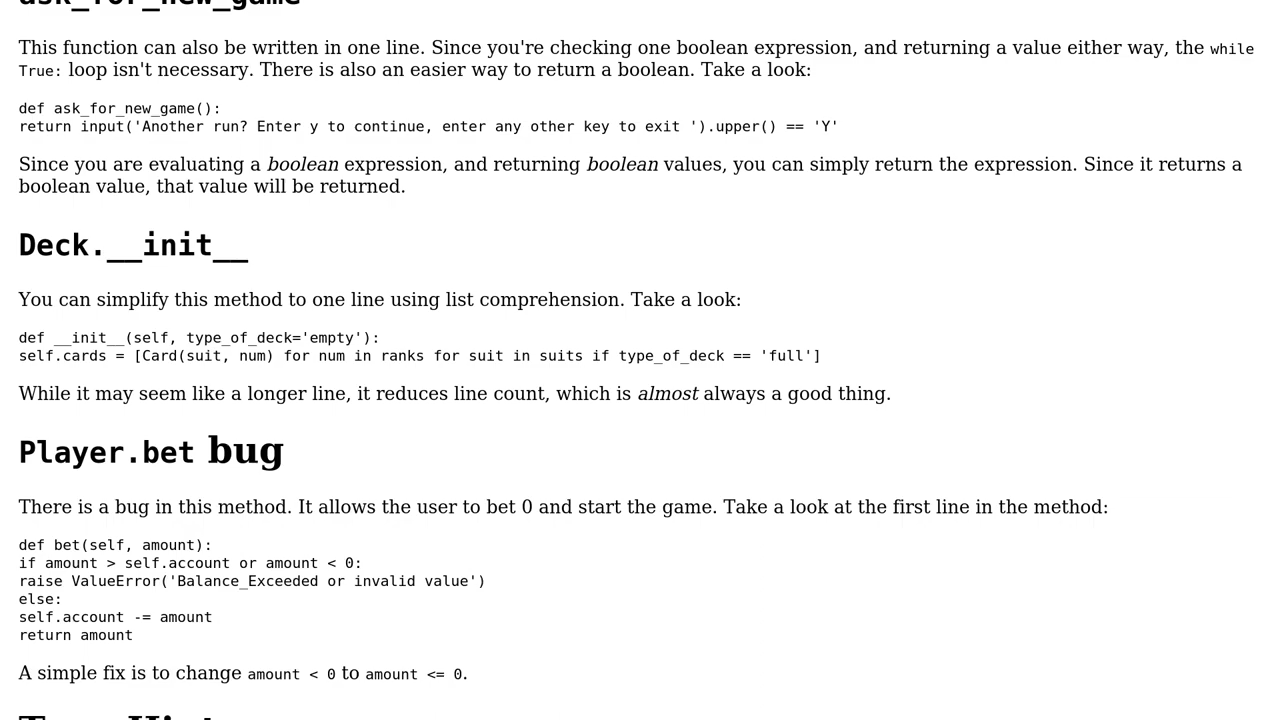 ask_for_new_game
This function can also be written in one line. Since you're checking one boolean expression, and returning a value either way, the while
True: loop isn't necessary. There is also an easier way to return a boolean. Take a look:
def ask_for_new_game():
return input('Another run? Enter y to continue, enter any other key to exit ').upper() == 'Y'
Since you are evaluating a boolean expression, and returning boolean values, you can simply return the expression. Since it returns a
boolean value, that value will be returned.
Deck.__init__
You can simplify this method to one line using list comprehension. Take a look:
def __init__(self, type_of_deck='empty'):
self.cards = [Card(suit, num) for num in ranks for suit in suits if type_of_deck == 'full']
While it may seem like a longer line, it reduces line count, which is almost always a good thing.
Player.bet bug
There is a bug in this method. It allows the user to bet 0 and start the game. Take a look at the first line in the method:
def bet(self, amount):
if amount > self.account or amount < 0:
raise ValueError('Balance_Exceeded or invalid value')
else:
self.account -= amount
return amount
A simple fix is to change amount < 0 to amount <= 0.